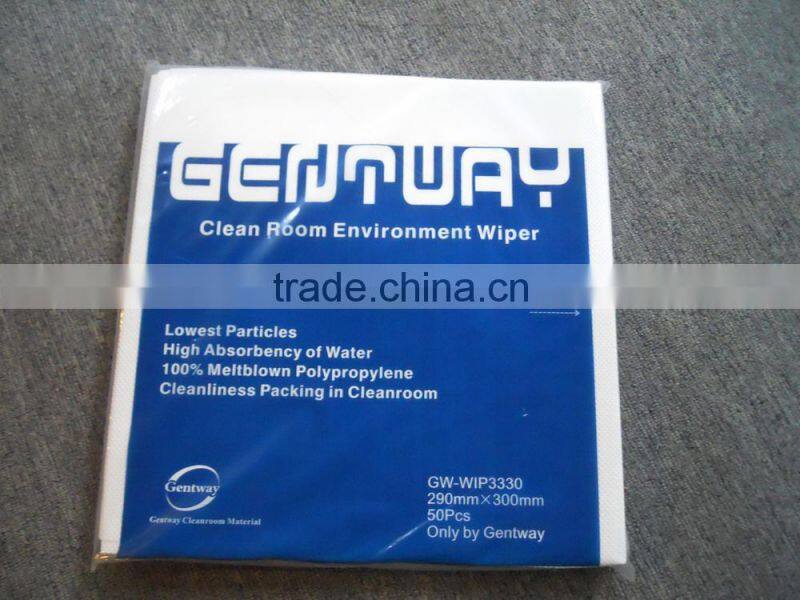 GENTWAY
Clean Room Environment Wiper
trade.china.cn
Lowest Particles
High Absorbency of Water
100% Meltblown Polypropylene
Cleanliness Packing in Cleanroom
Gentway
Gentway Cleanroom Material
GW-WIP3330
290mm×300mm
50Pcs
Only by Gentway